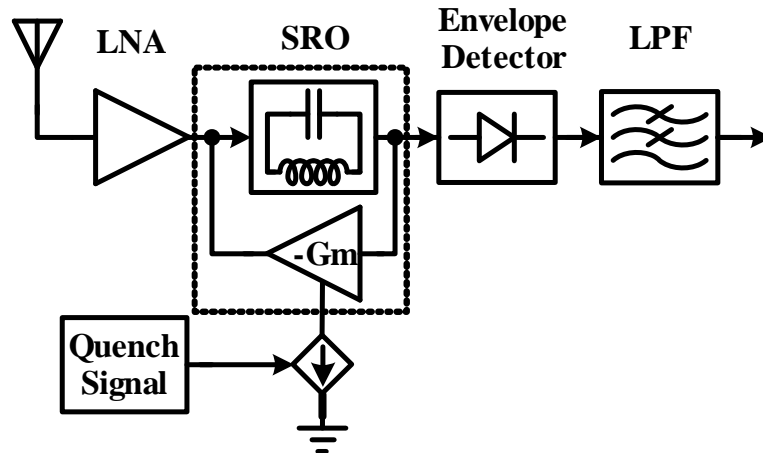 LNA
SRO
Envelope
Detector
LPF
-Gm
Quench
Signal